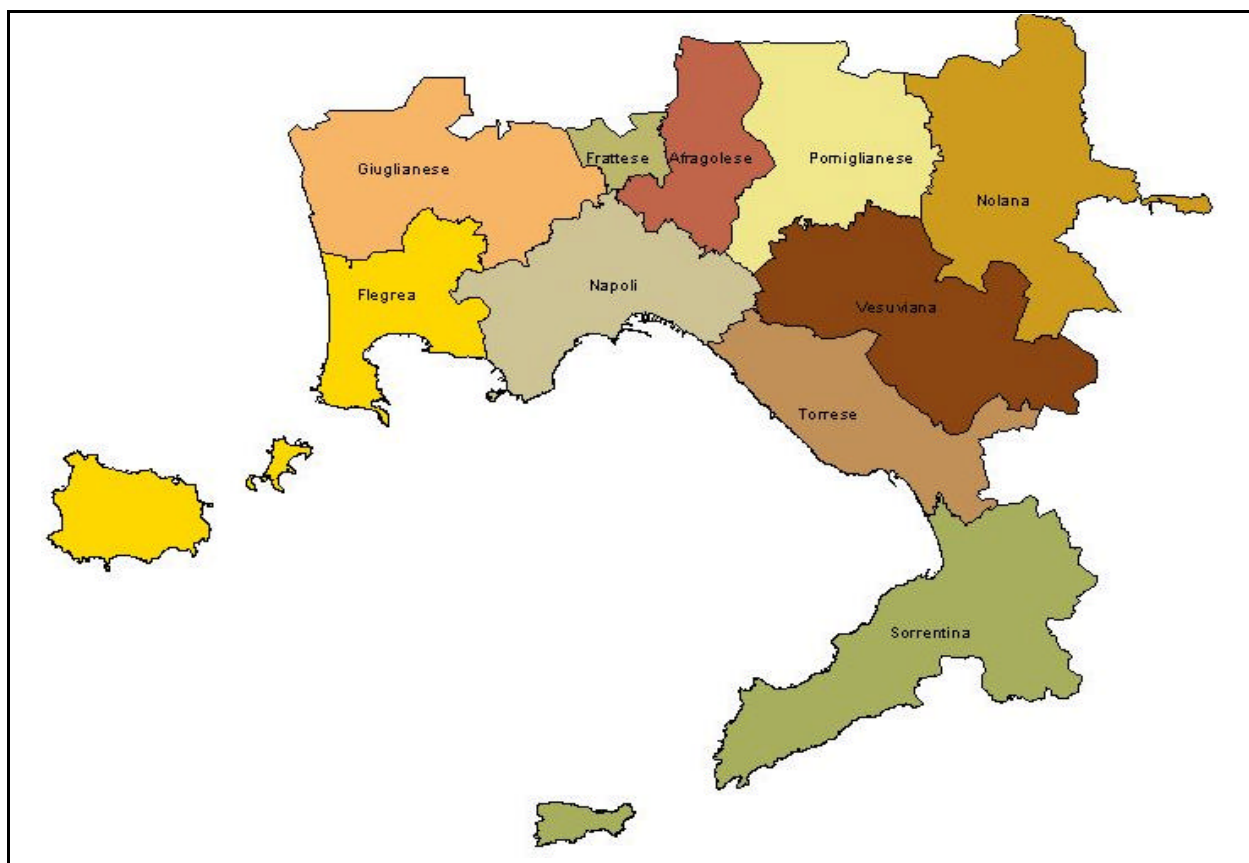 Giuglianese
Frattese
Afragolese
Pomiglianese
Nolana
Flegrea
Napoli
Vesuviana
Torrese
Sorrentina